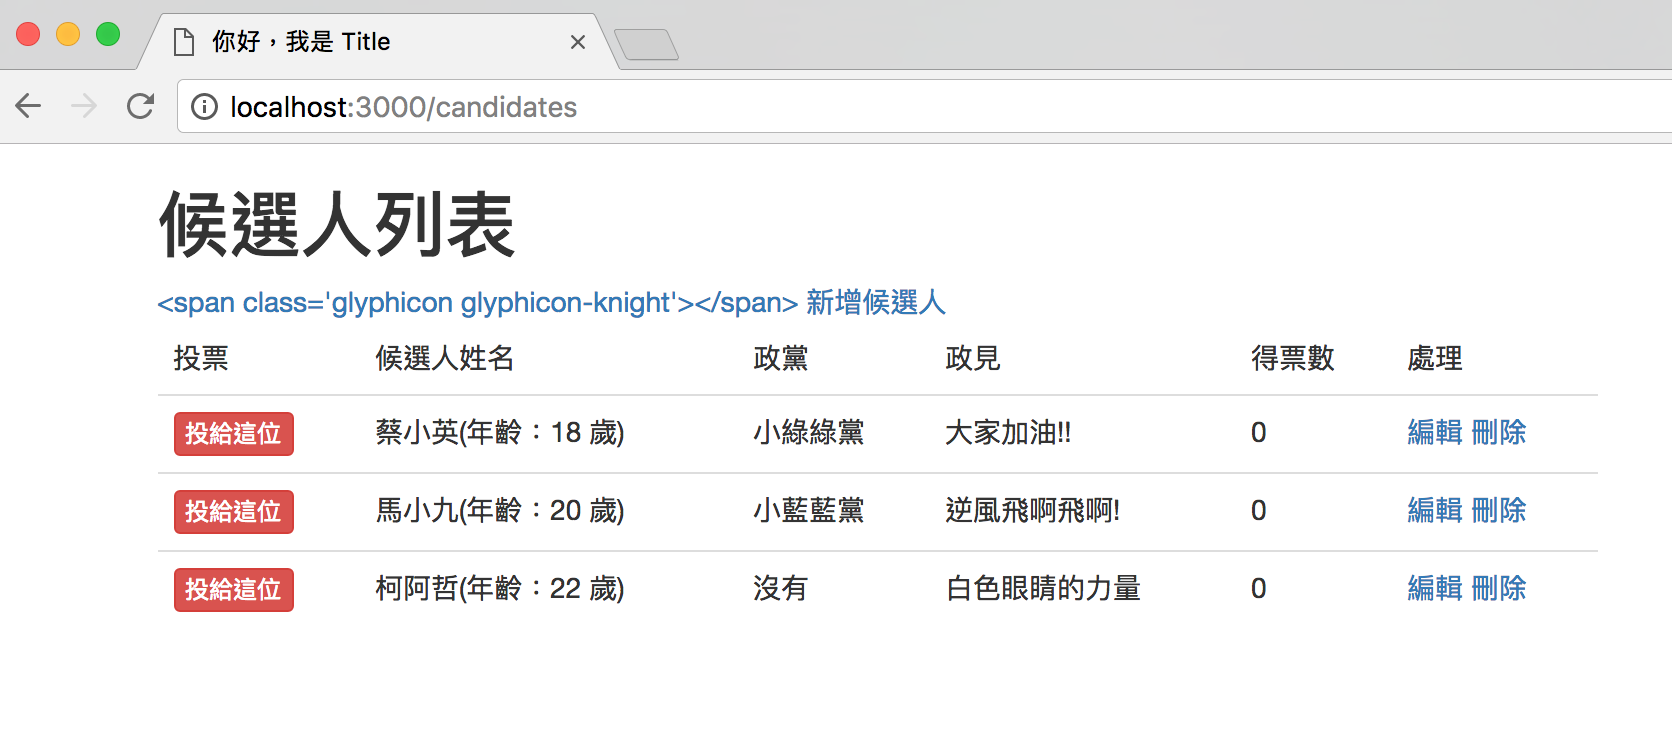 你好，我是 Title
localhost:3000/candidates
候選人列表
<span class='glyphicon glyphicon-knight'></span> 新增候選人
投票 候選人姓名 政黨 政見 得票數 處理
投給這位 蔡小英(年齡：18 歲) 小綠綠黨 大家加油!! 0 編輯 刪除
投給這位 馬小九(年齡：20 歲) 小藍藍黨 逆風飛啊飛啊! 0 編輯 刪除
投給這位 柯阿哲(年齡：22 歲) 沒有 白色眼睛的力量 0 編輯 刪除